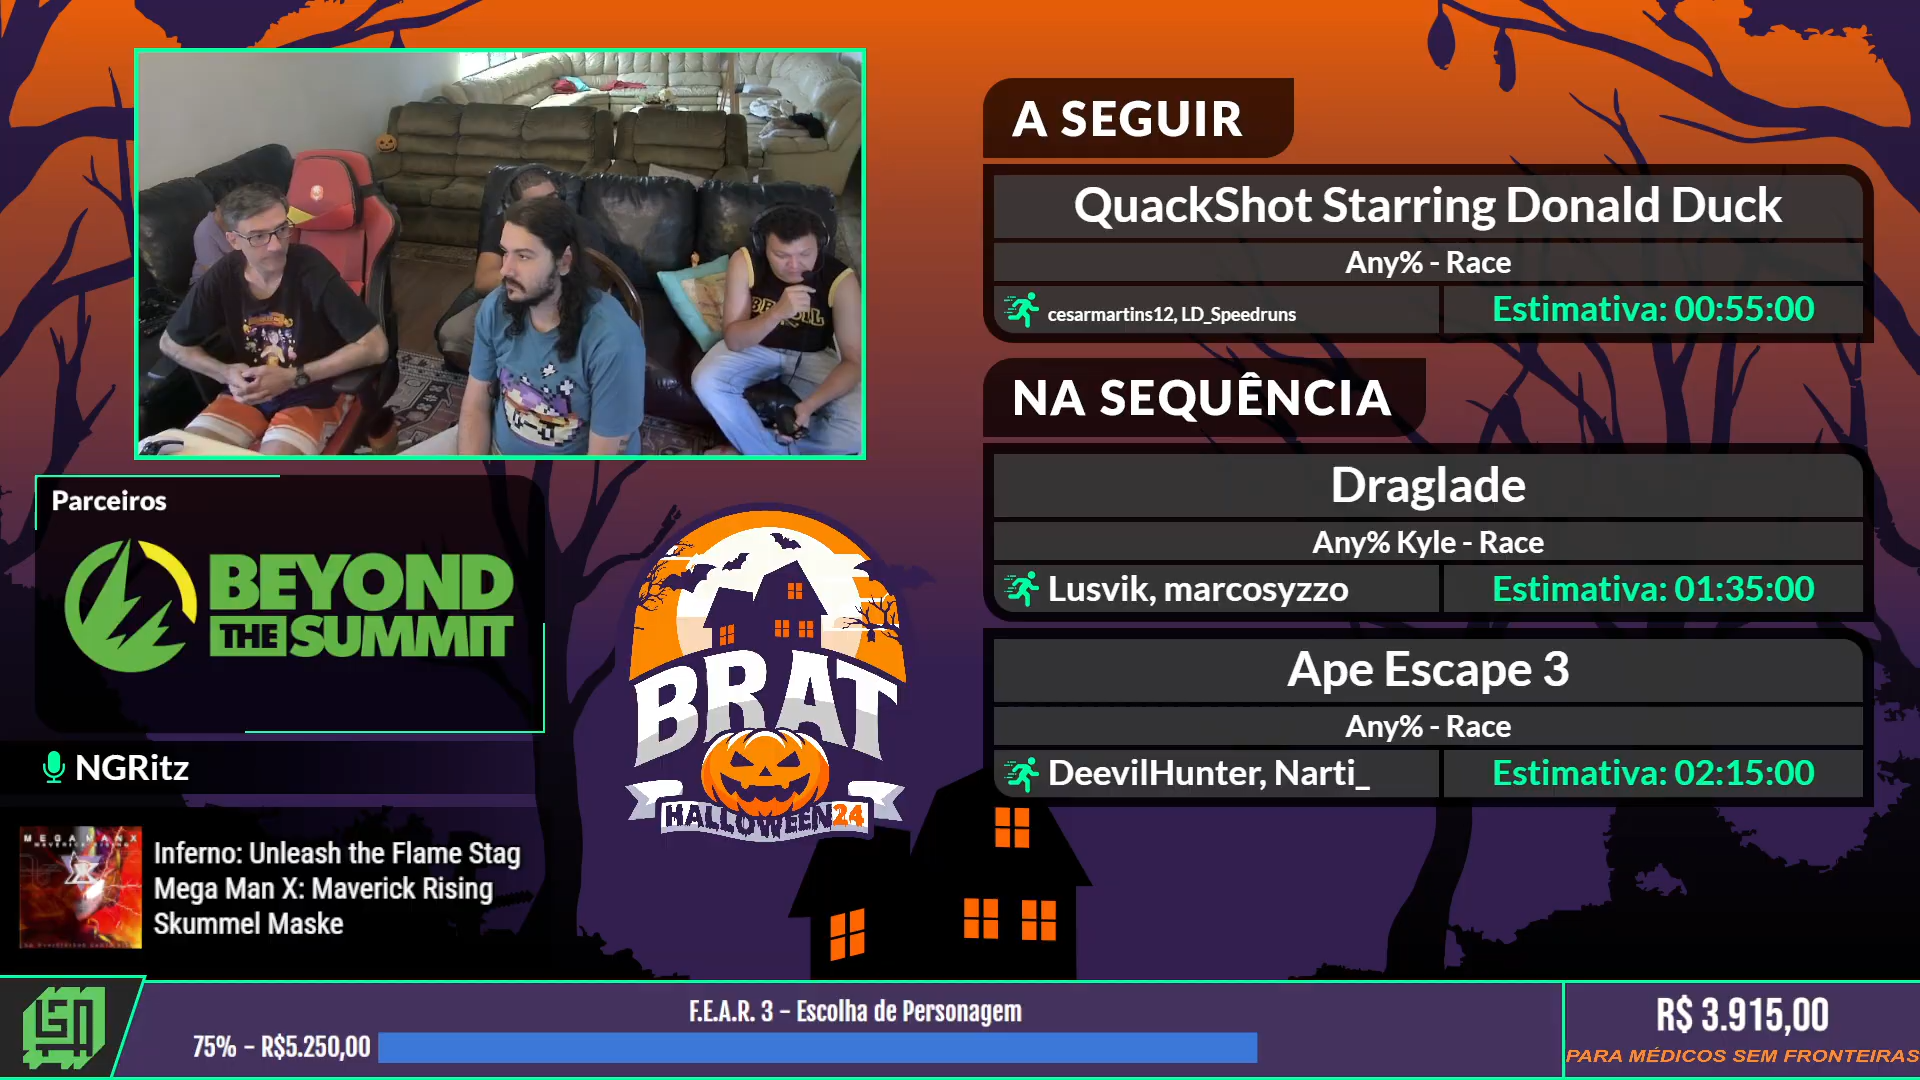 A SEGUIR
QuackShot Starring Donald Duck
Any% - Race
cesarmartins12, LD_Speedruns
Estimativa: 00:55:00
NA SEQUÊNCIA
Draglade
Any% Kyle - Race
Lusvik, marcosyzzo
Estimativa: 01:35:00
Ape Escape 3
Any% - Race
DeevilHunter, Narti_
Estimativa: 02:15:00
Parceiros
BEYOND
THE SUMMIT
NGRitz
BRAT
HALLOWEEN24
MEGAMAN X
Inferno: Unleash the Flame Stag
Mega Man X: Maverick Rising
Skummel Maske
F.E.A.R. 3 - Escolha de Personagem
75% - R$5.250,00
R$ 3.915,00
PARA MÉDICOS SEM FRONTEIRAS